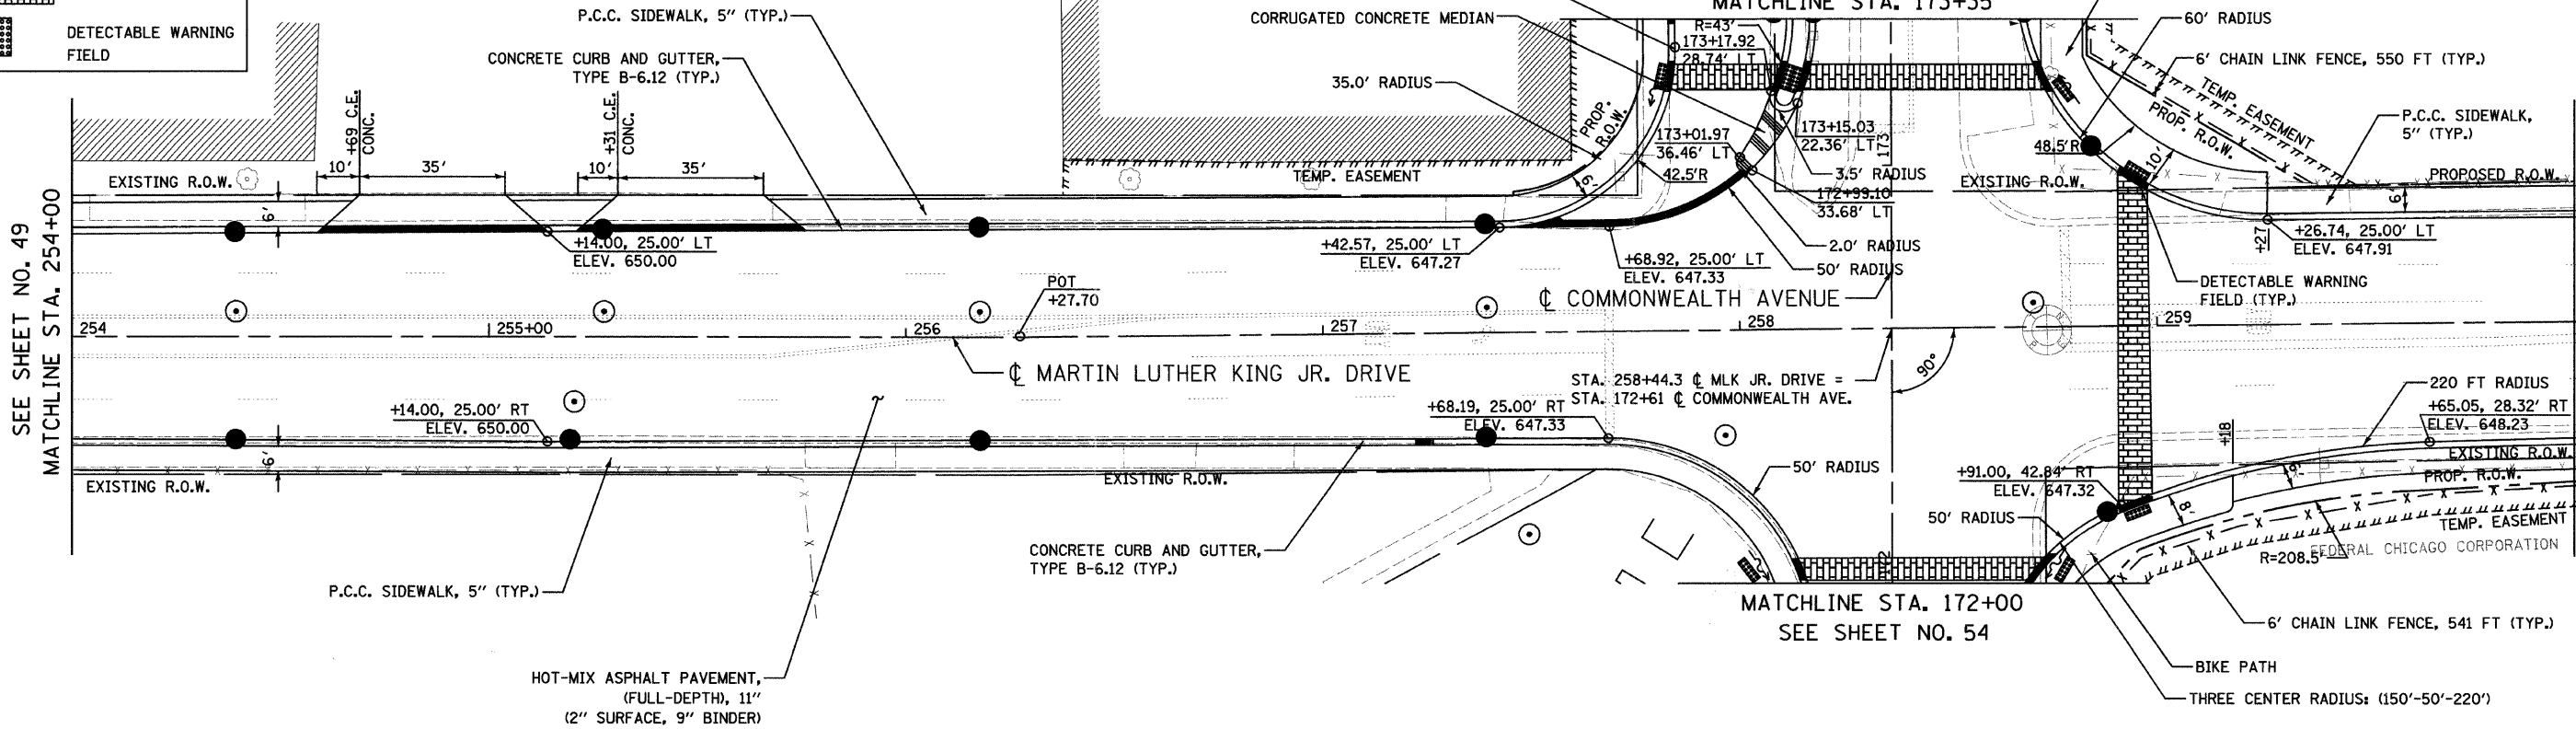 DETECTABLE WARNING
FIELD
P.C.C. SIDEWALK, 5" (TYP.)
CONCRETE CURB AND GUTTER,
TYPE B-6.12 (TYP.)
CORRUGATED CONCRETE MEDIAN
MATCHLINE STA. 173+35
R=43'
173+17.92
28.74' LT
35.0' RADIUS
60' RADIUS
6' CHAIN LINK FENCE, 550 FT (TYP.)
TEMP. EASEMENT
PROP. R.O.W.
P.C.C. SIDEWALK,
5" (TYP.)
+69 C.E.
CONC.
+31 C.E.
CONC.
10'
35'
10'
35'
EXISTING R.O.W.
PROP.
R.O.W.
TEMP. EASEMENT
6'
42.5'R
173+01.97
36.46' LT
173+15.03
22.36' LT
173
3.5' RADIUS
172+99.10
33.68' LT
48.5'R
10'
EXISTING R.O.W.
PROPOSED R.O.W.
6'
SEE SHEET NO. 49
MATCHLINE STA. 254+00
6'
+14.00, 25.00' LT
ELEV. 650.00
+42.57, 25.00' LT
ELEV. 647.27
+68.92, 25.00' LT
ELEV. 647.33
2.0' RADIUS
50' RADIUS
+27
+26.74, 25.00' LT
ELEV. 647.91
DETECTABLE WARNING
FIELD (TYP.)
POT
+27.70
℄ COMMONWEALTH AVENUE
254
255+00
256
257
258
259
℄ MARTIN LUTHER KING JR. DRIVE
90°
STA. 258+44.3 ℄ MLK JR. DRIVE =
STA. 172+61 ℄ COMMONWEALTH AVE.
220 FT RADIUS
+14.00, 25.00' RT
ELEV. 650.00
+68.19, 25.00' RT
ELEV. 647.33
+65.05, 28.32' RT
ELEV. 648.23
+18
6'
EXISTING R.O.W.
EXISTING R.O.W.
50' RADIUS
+91.00, 42.84' RT
ELEV. 647.32
6'
EXISTING R.O.W.
PROP. R.O.W.
8'
50' RADIUS
TEMP. EASEMENT
FEDERAL CHICAGO CORPORATION
R=208.5'
CONCRETE CURB AND GUTTER,
TYPE B-6.12 (TYP.)
172
P.C.C. SIDEWALK, 5" (TYP.)
MATCHLINE STA. 172+00
SEE SHEET NO. 54
6' CHAIN LINK FENCE, 541 FT (TYP.)
BIKE PATH
THREE CENTER RADIUS: (150'-50'-220')
HOT-MIX ASPHALT PAVEMENT,
(FULL-DEPTH), 11"
(2" SURFACE, 9" BINDER)